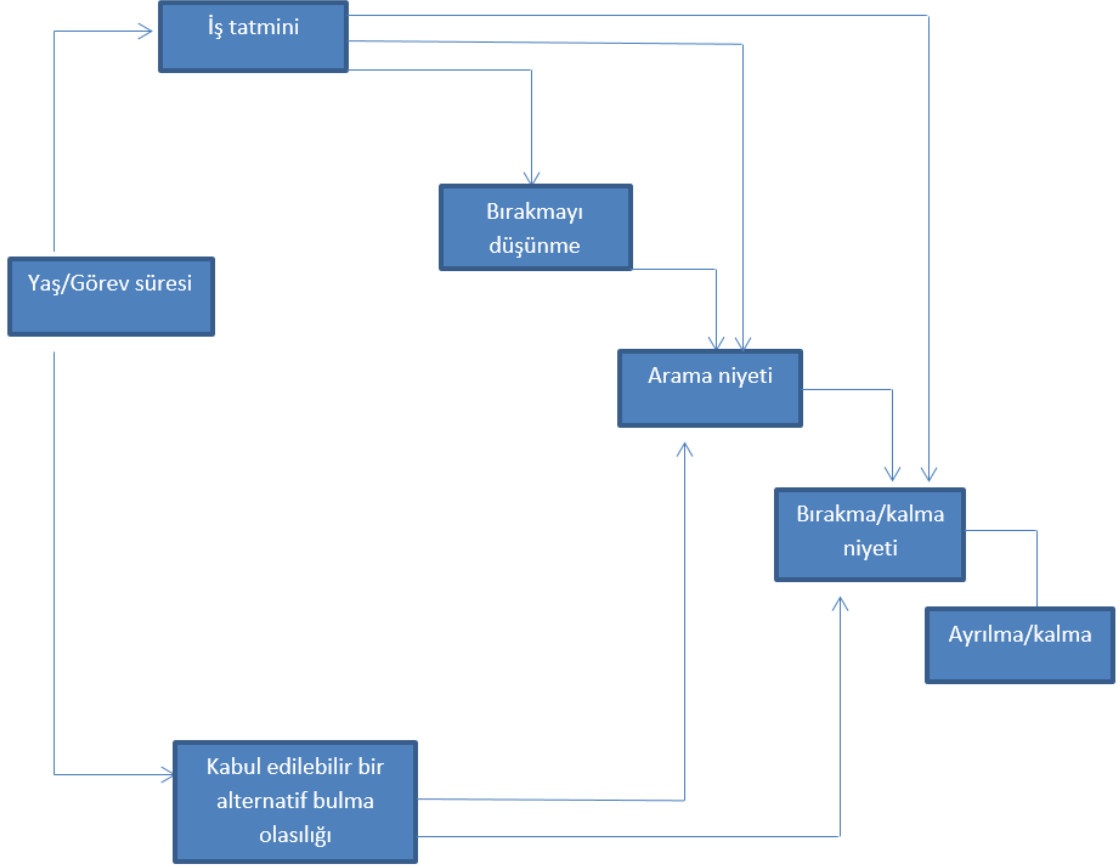 İş tatmini
Bırakmayı
düşünme
Yaş/Görev süresi
Arama niyeti
Bırakma/kalma
niyeti
Ayrılma/kalma
Kabul edilebilir bir
alternatif bulma
olasılığı